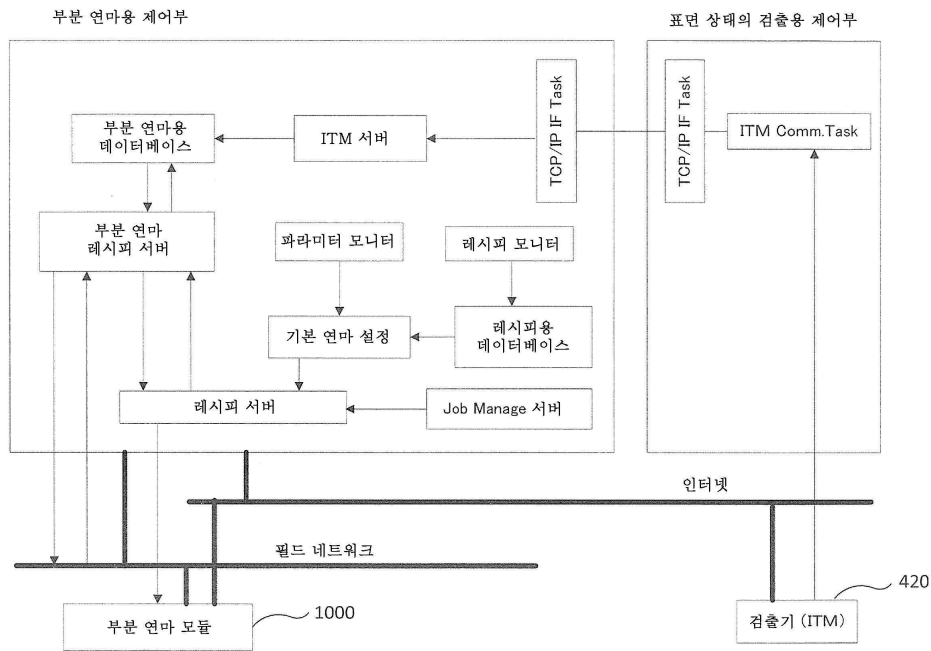 부분 연마용 제어부
표면 상태의 검출용 제어부
부분 연마용
데이터베이스
ITM 서버
TCP/IP IF Task
TCP/IP IF Task
ITM Comm.Task
부분 연마
레시피 서버
파라미터 모니터
레시피 모니터
기본 연마 설정
레시피용
데이터베이스
레시피 서버
Job Manage 서버
인터넷
필드 네트워크
부분 연마 모듈
1000
검출기 (ITM)
420